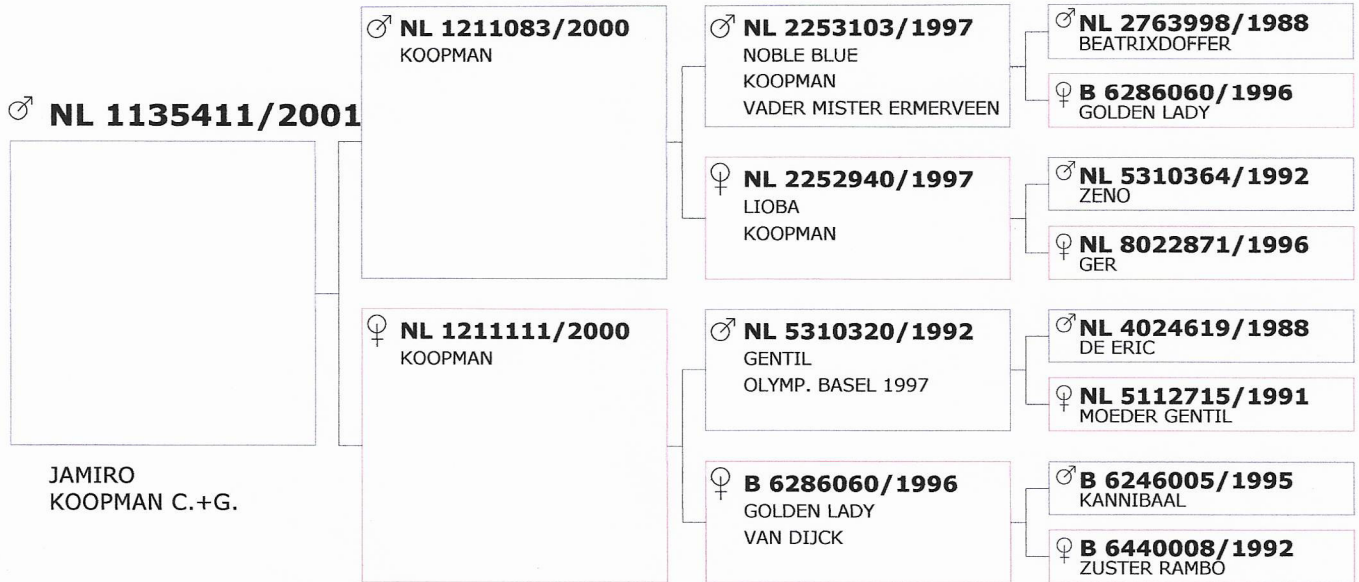 ♂ NL 1135411/2001
JAMIRO
KOOPMAN C.+G.
♂ NL 1211083/2000
KOOPMAN
♀ NL 1211111/2000
KOOPMAN
♂ NL 2253103/1997
NOBLE BLUE
KOOPMAN
VADER MISTER ERMERVEEN
♀ NL 2252940/1997
LIOBA
KOOPMAN
♂ NL 5310320/1992
GENTIL
OLYMP. BASEL 1997
♀ B 6286060/1996
GOLDEN LADY
VAN DIJCK
♂ NL 2763998/1988
BEATRIXDOFFER
♀ B 6286060/1996
GOLDEN LADY
♂ NL 5310364/1992
ZENO
♀ NL 8022871/1996
GER
♂ NL 4024619/1988
DE ERIC
♀ NL 5112715/1991
MOEDER GENTIL
♂ B 6246005/1995
KANNIBAAL
♀ B 6440008/1992
ZUSTER RAMBO